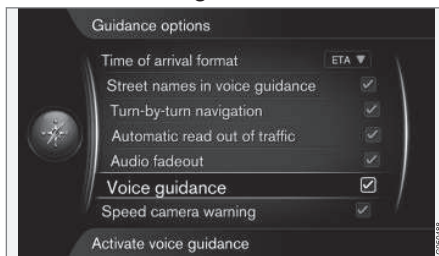 Guidance options
Time of arrival format ETA ▼
Street names in voice guidance
Turn-by-turn navigation
Automatic read out of traffic
Audio fadeout
Voice guidance
Speed camera warning
Activate voice guidance